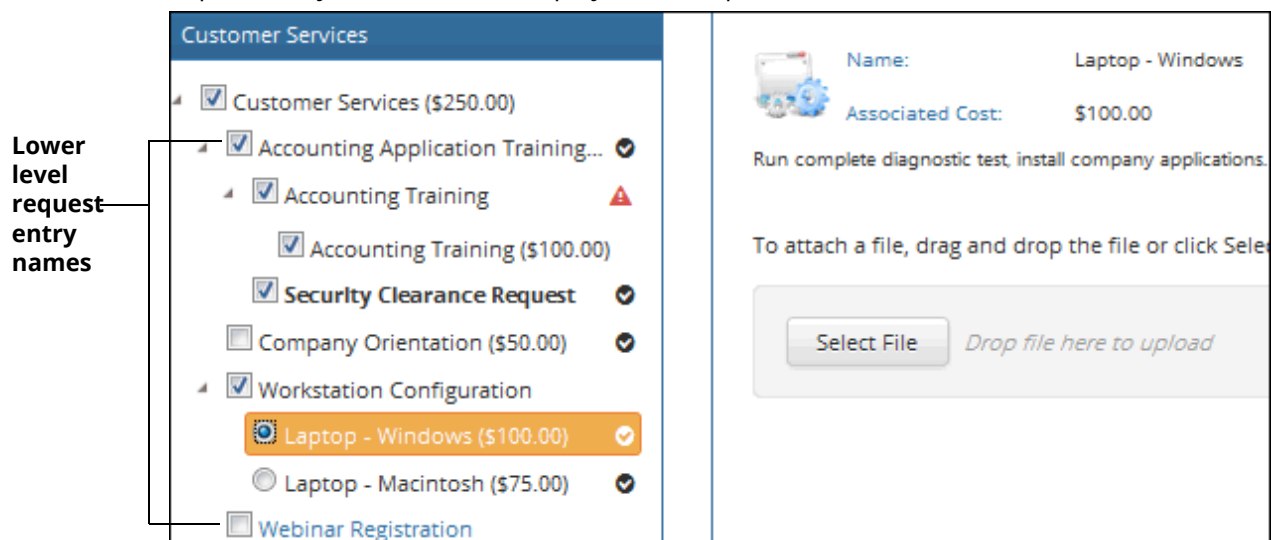 Customer Services
Customer Services ($250.00)
Accounting Application Training...
Accounting Training
Accounting Training ($100.00)
Security Clearance Request
Company Orientation ($50.00)
Workstation Configuration
Laptop - Windows ($100.00)
Laptop - Macintosh ($75.00)
Webinar Registration
Lower
level
request
entry
names
Name: Laptop - Windows
Associated Cost: $100.00
Run complete diagnostic test, install company applications.
To attach a file, drag and drop the file or click Sele
Select File Drop file here to upload